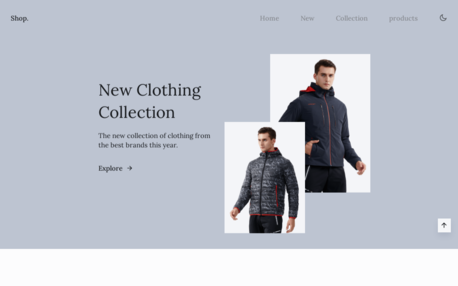 Shop.
Home New Collection products
New Clothing
Collection
The new collection of clothing from
the best brands this year.
Explore